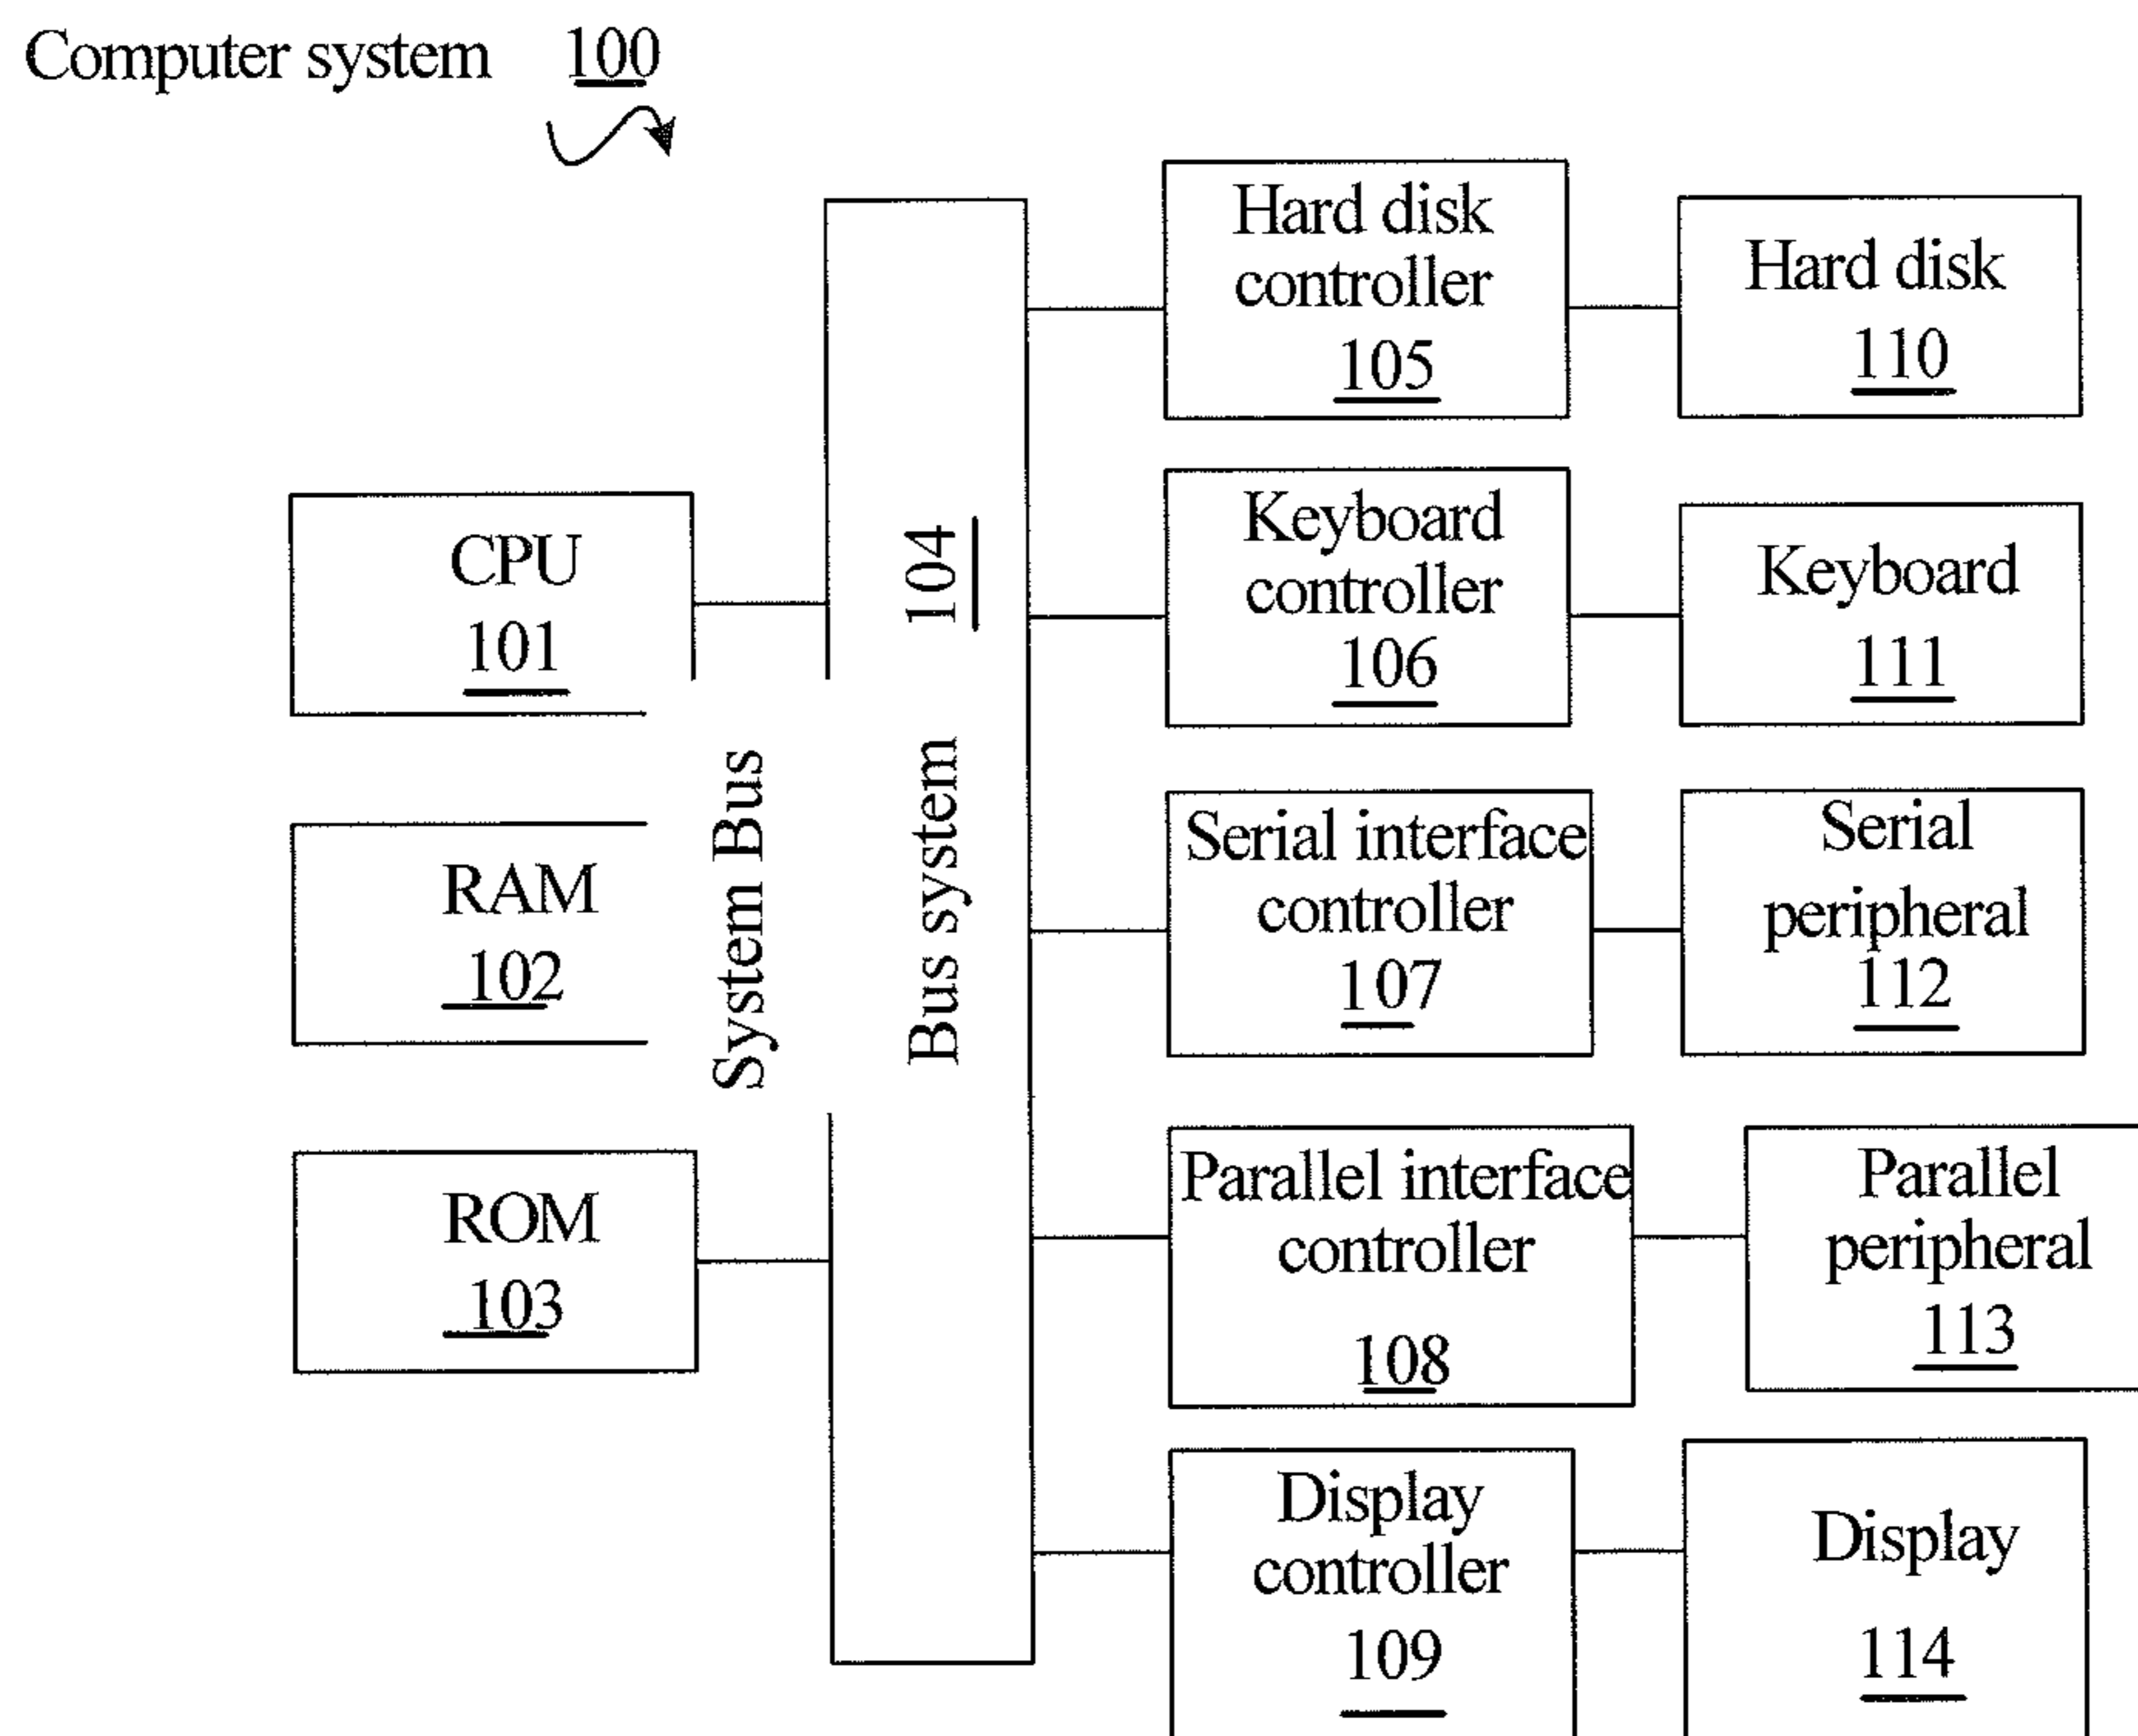 Computer system 100
Hard disk
controller
105
Hard disk
110
CPU
101
104
Bus system
System Bus
Keyboard
controller
106
Keyboard
111
RAM
102
Serial interface
controller
107
Serial
peripheral
112
ROM
103
Parallel interface
controller
108
Parallel
peripheral
113
Display
controller
109
Display
114